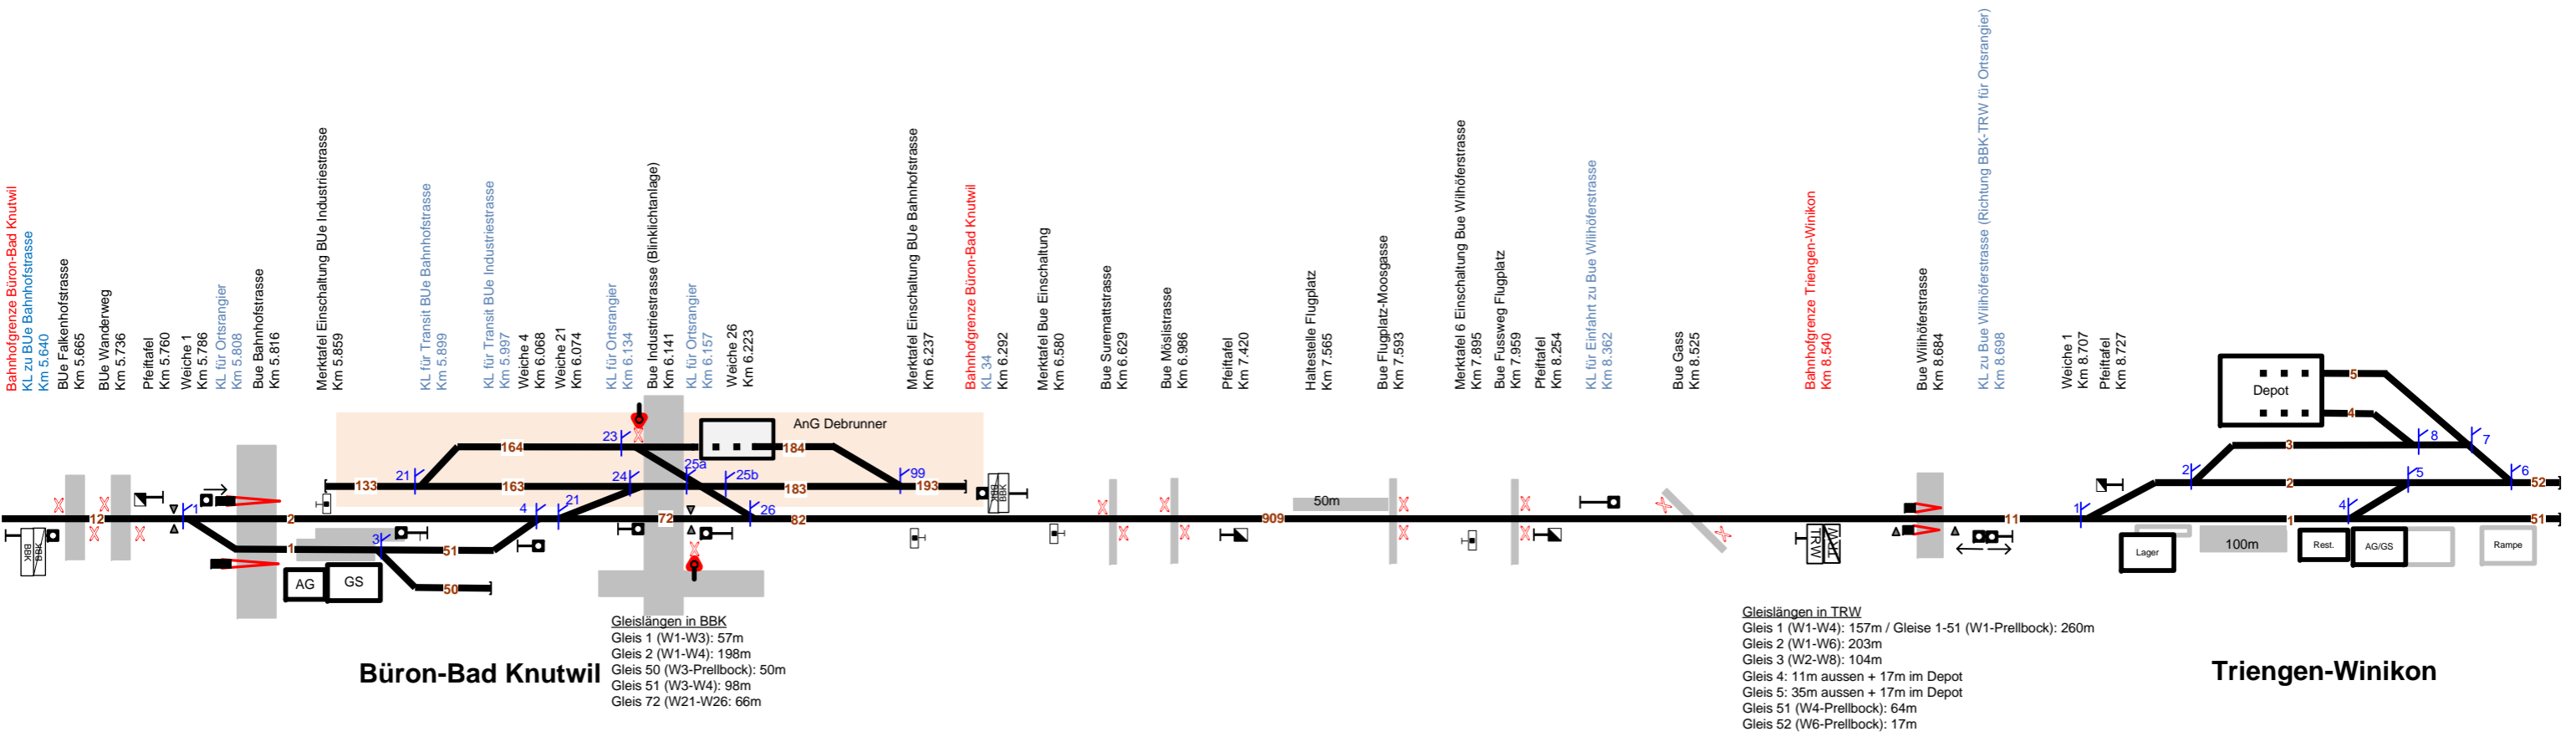 Bahnhofgrenze Büron-Bad Knutwil
KL zu BUe Bahnhofstrasse
Km 5.640
BUe Falkenhofstrasse
Km 5.665
BUe Wanderweg
Km 5.736
Pfeiftafel
Km 5.760
Weiche 1
Km 5.786
KL für Ortsrangier
Km 5.808
Bue Bahnhofstrasse
Km 5.816
Merktafel Einschaltung BUe Industriestrasse
Km 5.859
KL für Transit BUe Bahnhofstrasse
Km 5.899
KL für Transit BUe Industriestrasse
Km 5.997
Weiche 4
Km 6.068
Weiche 21
Km 6.074
KL für Ortsrangier
Km 6.134
Bue Industriestrasse (Blinklichtanlage)
Km 6.141
KL für Ortsrangier
Km 6.157
Weiche 26
Km 6.223
Merktafel Einschaltung BUe Bahnhofstrasse
Km 6.237
Bahnhofgrenze Büron-Bad Knutwil
KL 34
Km 6.292
Merktafel Bue Einschaltung
Km 6.580
Bue Suremattstrasse
Km 6.629
Bue Möslistrasse
Km 6.986
Pfeiftafel
Km 7.420
Haltestelle Flugplatz
Km 7.565
Bue Flugplatz-Moosgasse
Km 7.593
Merktafel 6 Einschaltung Bue Wilhöferstrasse
Km 7.895
Bue Fussweg Flugplatz
Km 7.959
Pfeiftafel
Km 8.254
KL für Einfahrt zu Bue Wilihöferstrasse
Km 8.362
Bue Gass
Km 8.525
Bahnhofgrenze Triengen-Winikon
Km 8.540
Bue Wilihöferstrasse
Km 8.684
KL zu Bue Wilihöferstrasse (Richtung BBK-TRW für Ortsrangier)
Km 8.698
Weiche 1
Km 8.707
Pfeiftafel
Km 8.727
AnG Debrunner
Depot
5
4
23
164
184
3
8
7
21
133
163
24
25a
25b
183
99
193
2
2
5
6
52
12
1
2
4
21
72
26
82
909
50m
11
1
1
4
51
BBK
BBK
BBK
BBK
TRW
TRW
1
3
51
50
AG
GS
Lager
100m
Rest.
AG/GS
Rampe
Büron-Bad Knutwil
Gleislängen in BBK
Gleis 1 (W1-W3): 57m
Gleis 2 (W1-W4): 198m
Gleis 50 (W3-Prellbock): 50m
Gleis 51 (W3-W4): 98m
Gleis 72 (W21-W26: 66m
Gleislängen in TRW
Gleis 1 (W1-W4): 157m / Gleise 1-51 (W1-Prellbock): 260m
Gleis 2 (W1-W6): 203m
Gleis 3 (W2-W8): 104m
Gleis 4: 11m aussen + 17m im Depot
Gleis 5: 35m aussen + 17m im Depot
Gleis 51 (W4-Prellbock): 64m
Gleis 52 (W6-Prellbock): 17m
Triengen-Winikon